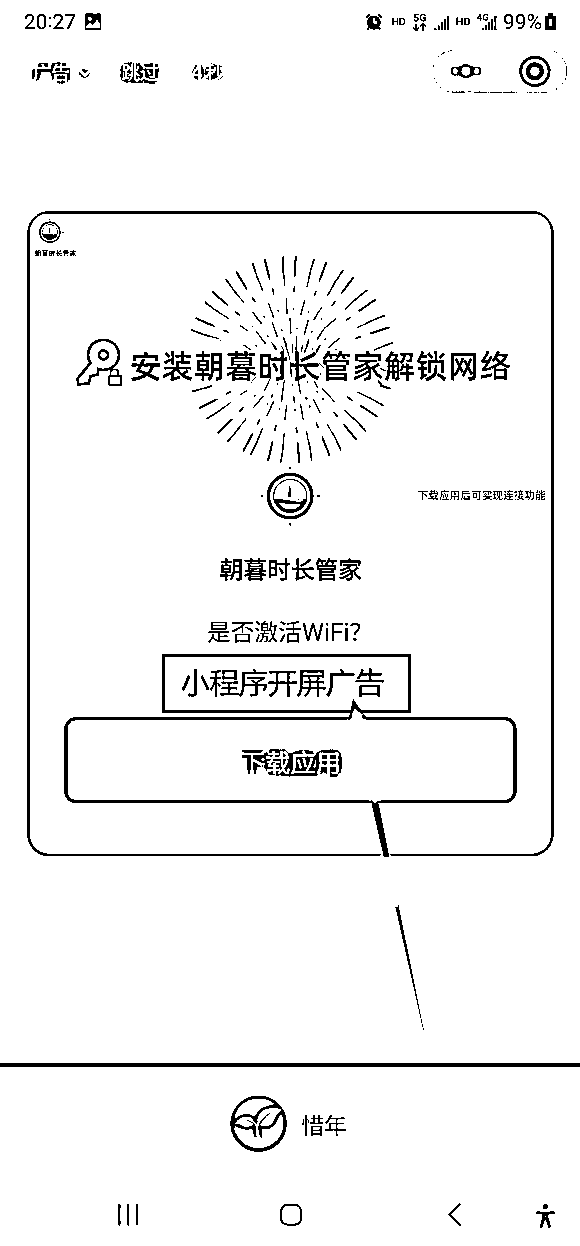 20:27 HD 5G HD 4G 99%
广告 跳过 4秒
朝暮时长管家
安装朝暮时长管家解锁网络
下载应用后可实现连接功能
朝暮时长管家
是否激活WiFi？
小程序开屏广告
下载应用
惜年